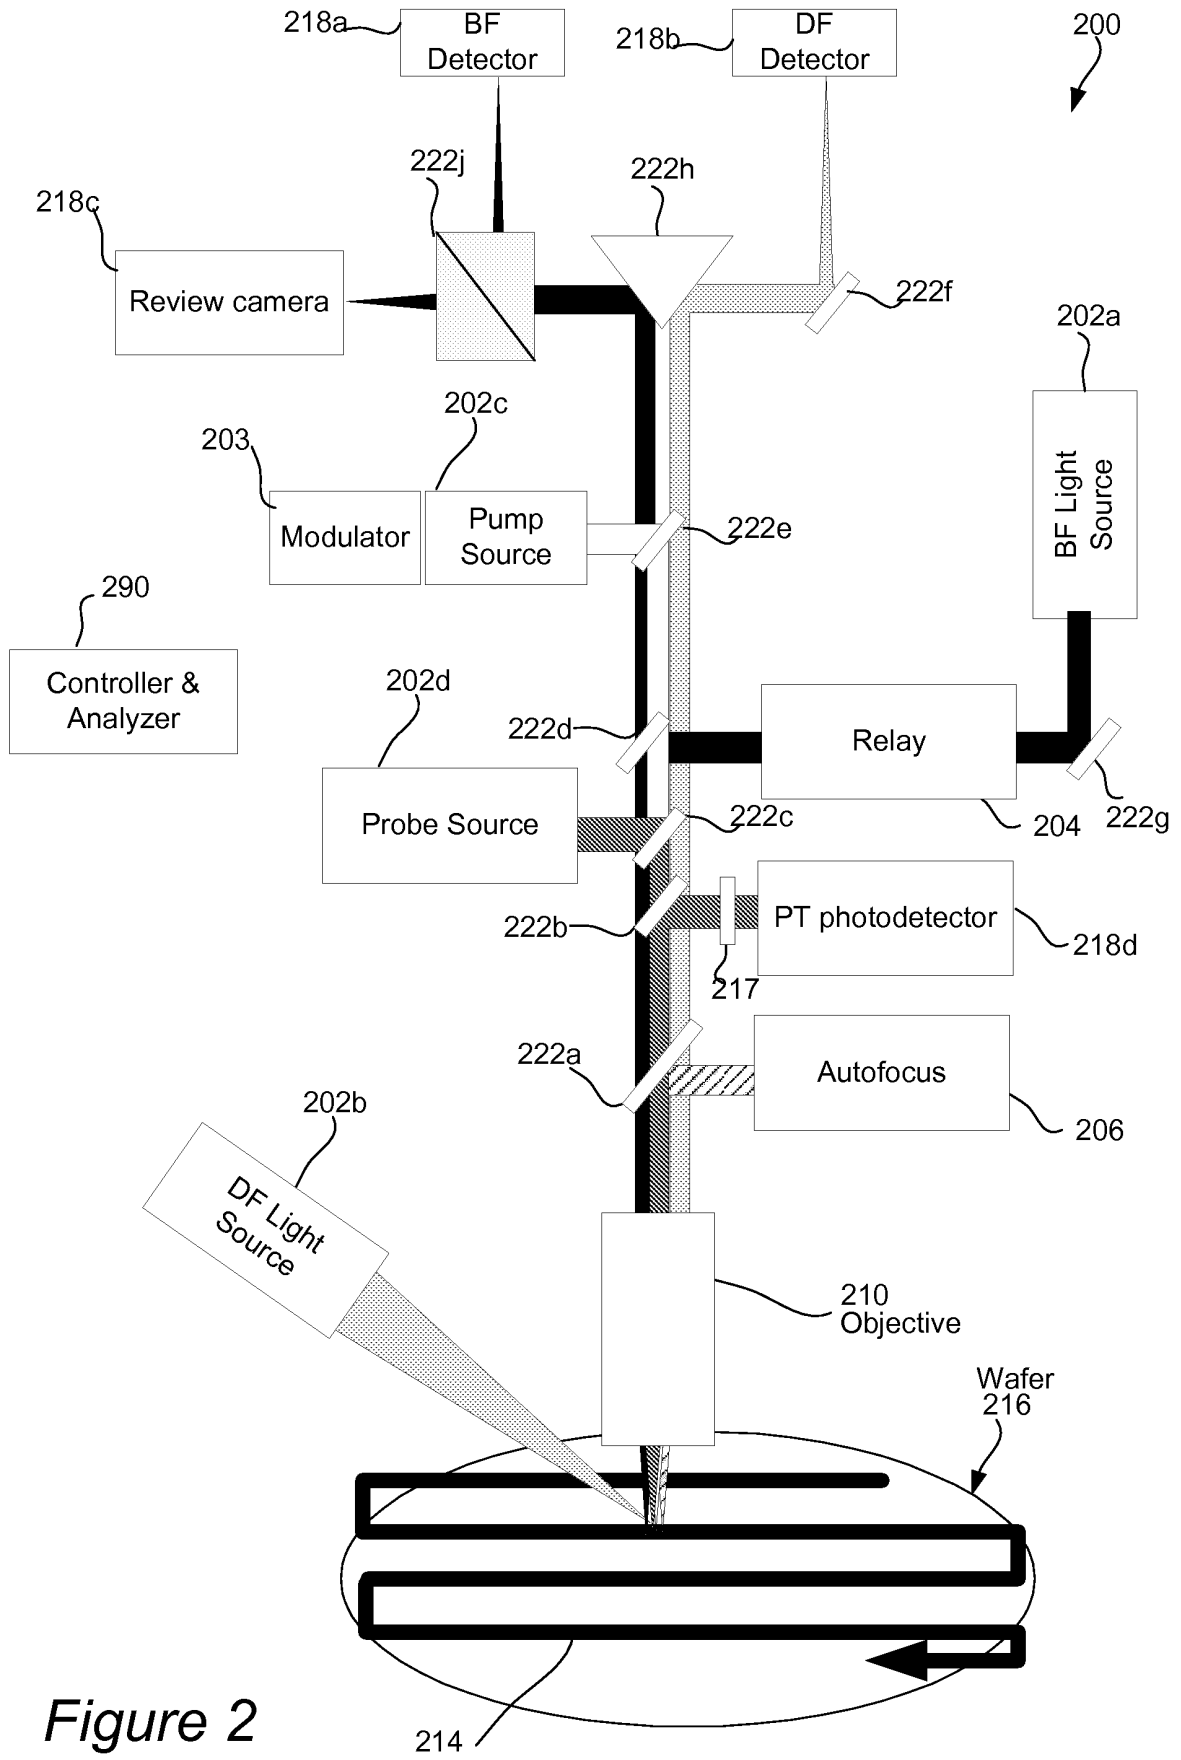 218a
BF
Detector
218b
DF
Detector
200
222j
222h
218c
Review camera
222f
202a
BF Light
Source
202c
203
Modulator
Pump
Source
222e
290
Controller &
Analyzer
202d
222d
Relay
Probe Source
222c
204
222g
222b
PT photodetector
218d
217
222a
Autofocus
206
202b
DF Light
Source
210
Objective
Wafer
216
214
Figure 2